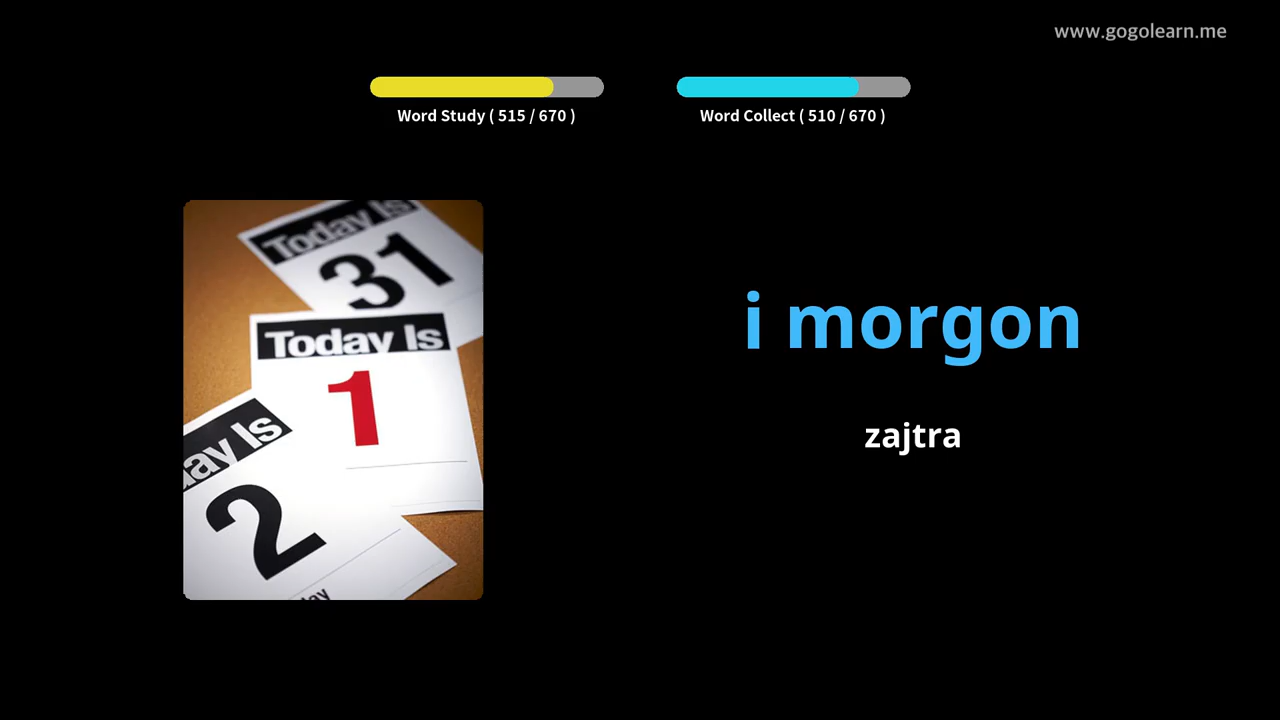 www.gogolearn.me
Word Study ( 515 / 670 )
Word Collect ( 510 / 670 )
Today Is
31
Today Is
1
ay Is
2
ay
i morgon
zajtra